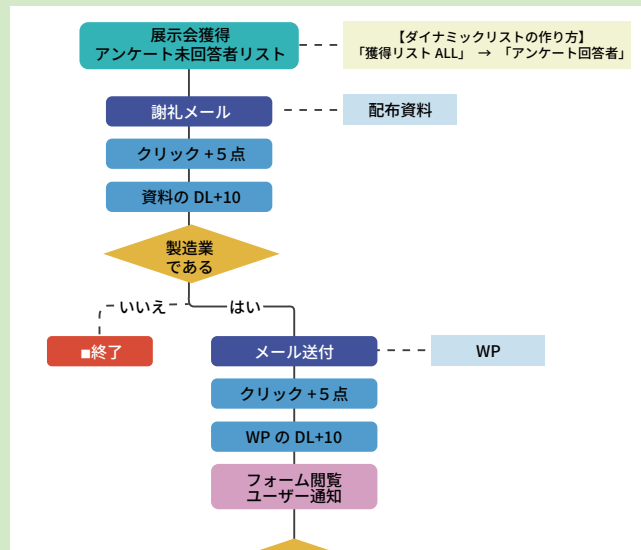 展示会獲得
アンケート未回答者リスト
【ダイナミックリストの作り方】
「獲得リスト ALL」 → 「アンケート回答者」
謝礼メール
配布資料
クリック +５点
資料の DL+10
製造業
である
いいえ
はい
■終了
メール送付
WP
クリック +５点
WP の DL+10
フォーム閲覧
ユーザー通知